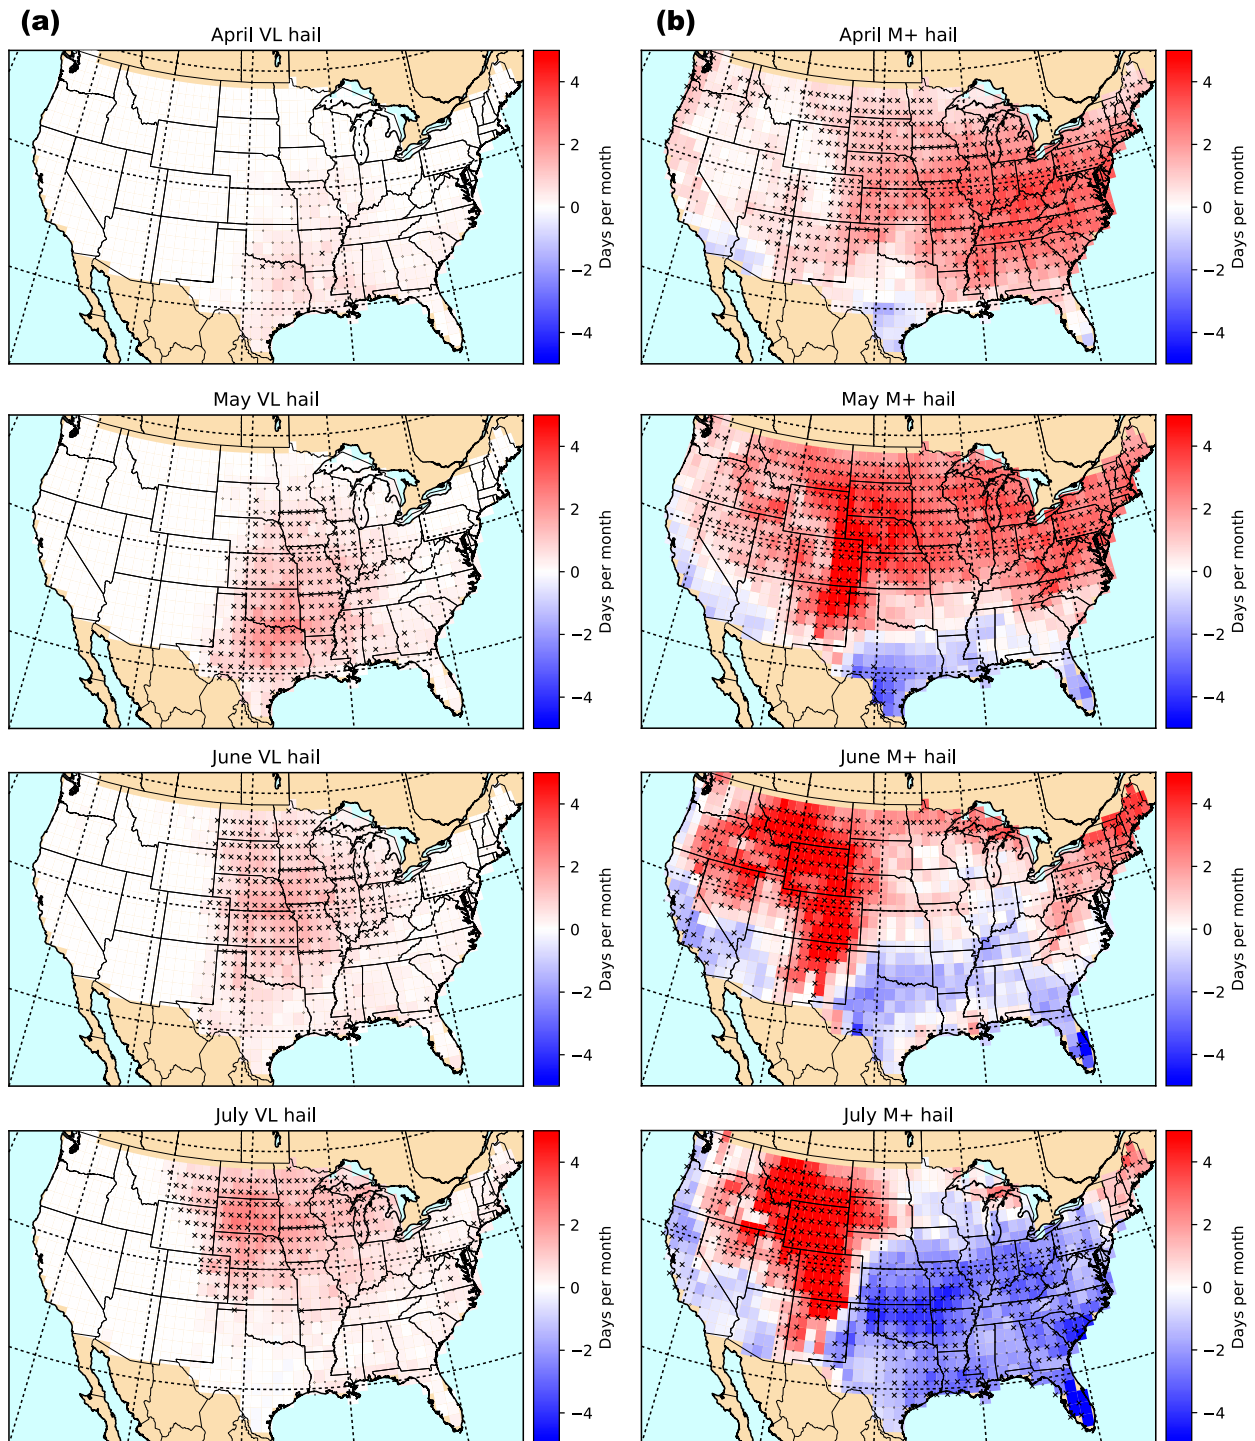 (a) (b)
April VL hail
4
2
0
−2
−4
Days per month
April M+ hail
4
2
0
−2
−4
Days per month
May VL hail
4
2
0
−2
−4
Days per month
May M+ hail
4
2
0
−2
−4
Days per month
June VL hail
4
2
0
−2
−4
Days per month
June M+ hail
4
2
0
−2
−4
Days per month
July VL hail
4
2
0
−2
−4
Days per month
July M+ hail
4
2
0
−2
−4
Days per month